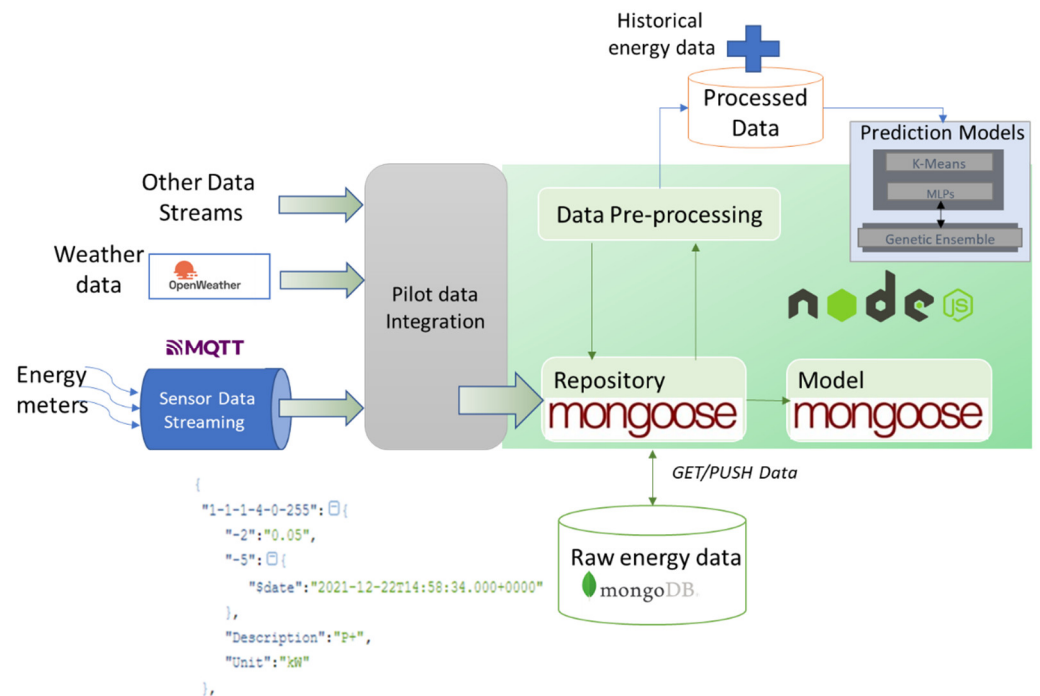 Historical
energy data
Processed
Data
Prediction Models
K-Means
MLPs
Genetic Ensemble
Other Data
Streams
Weather
data
OpenWeather
MQTT
Energy
meters
Sensor Data
Streaming
Pilot data
Integration
Data Pre-processing
node
JS
Repository
mongoose
Model
mongoose
GET/PUSH Data
Raw energy data
mongoDB.
{
"1-1-1-4-0-255":{
"-2":"0.05",
"-5":{
"$date":"2021-12-22T14:58:34.000+0000"
},
"Description":"P+",
"Unit":"kW"
},